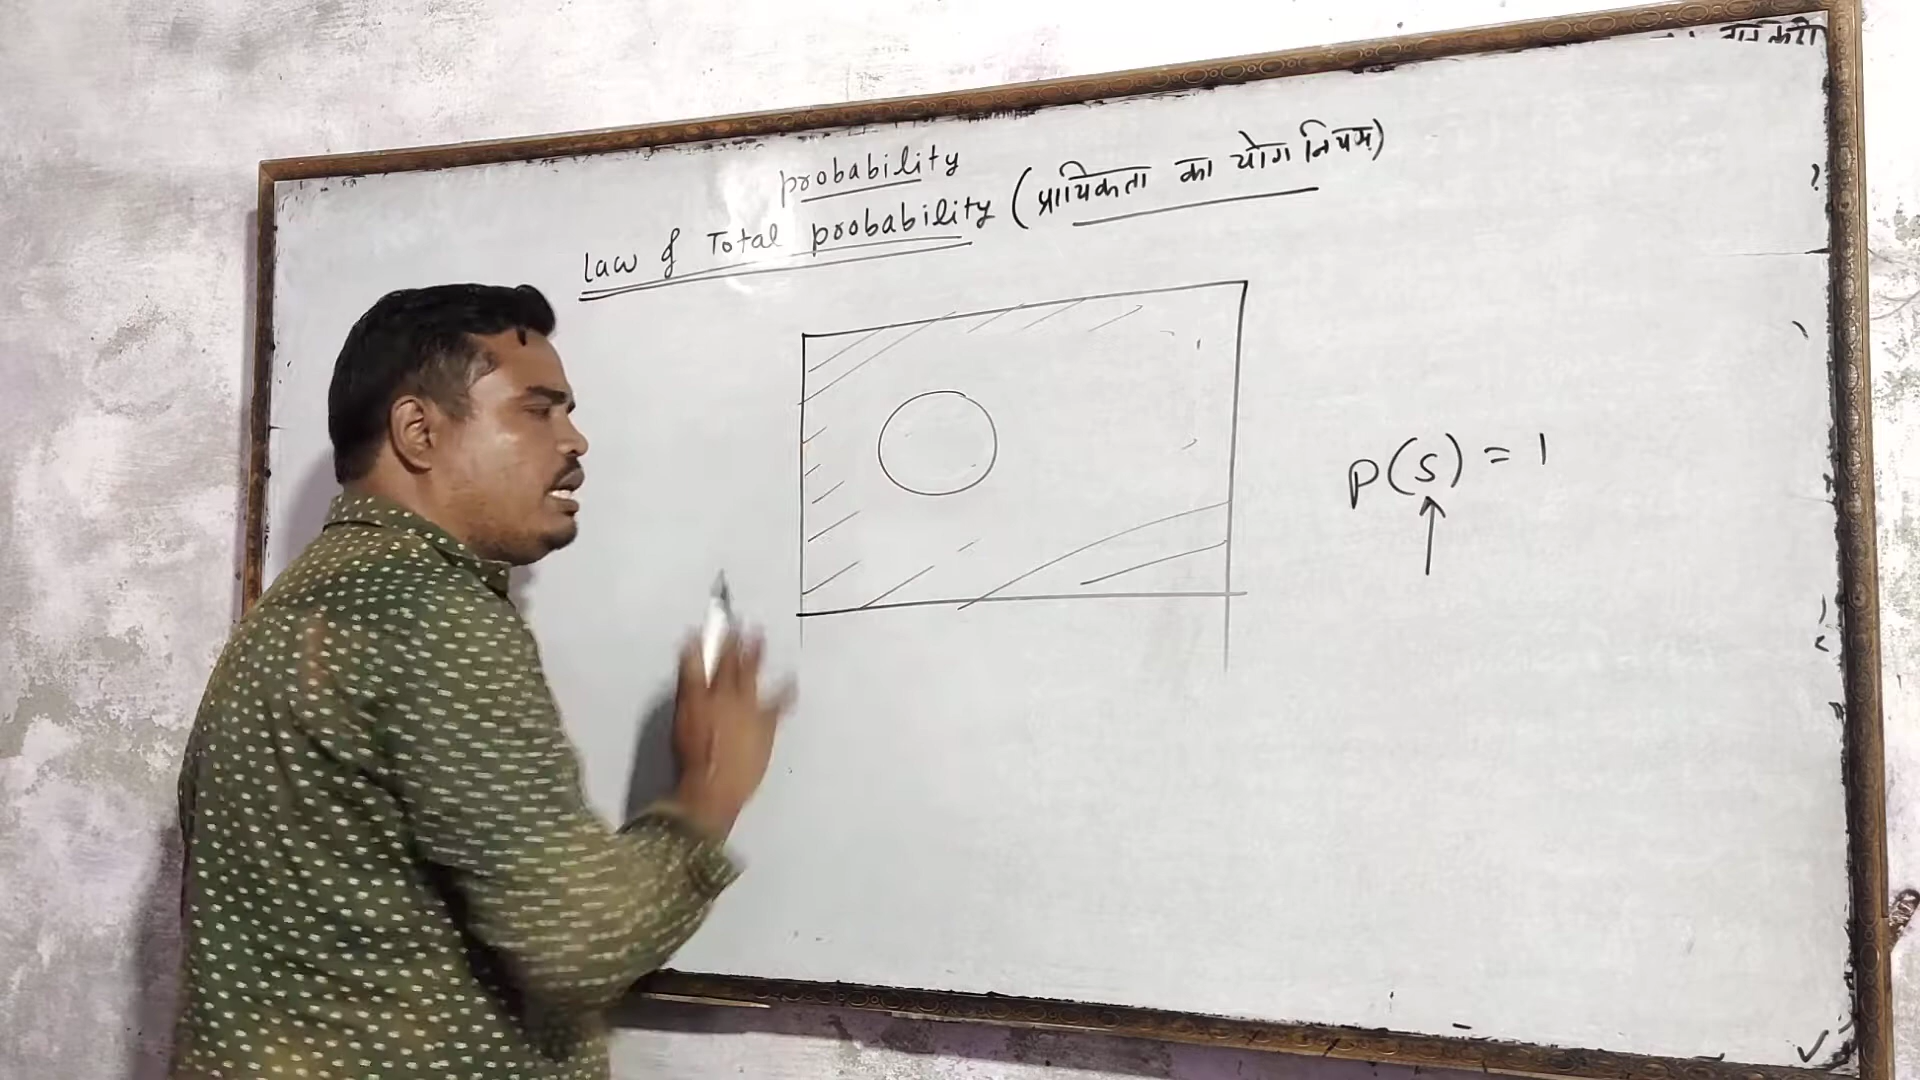 probability
Law of Total probability (प्रायिकता का योग नियम)
P(S) = 1